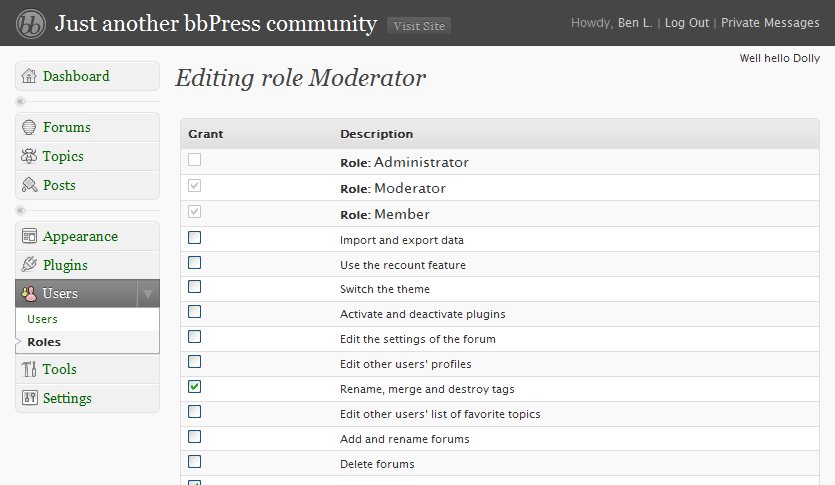 bb Just another bbPress community Visit Site Howdy, Ben L. | Log Out | Private Messages
Well hello Dolly
Dashboard
Forums
Topics
Posts
Appearance
Plugins
Users
Users
Roles
Tools
Settings
Editing role Moderator
Grant Description
Role: Administrator
Role: Moderator
Role: Member
Import and export data
Use the recount feature
Switch the theme
Activate and deactivate plugins
Edit the settings of the forum
Edit other users' profiles
Rename, merge and destroy tags
Edit other users' list of favorite topics
Add and rename forums
Delete forums